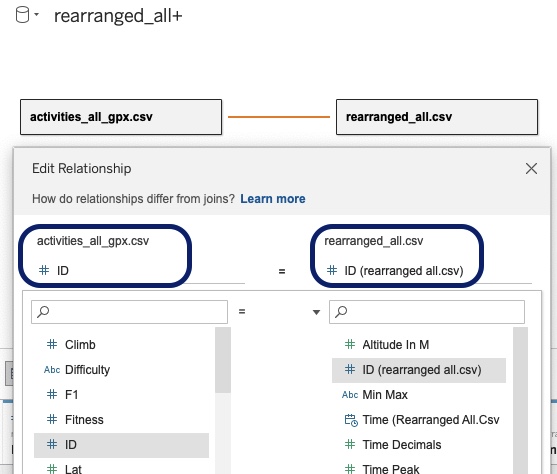 rearranged_all+
activities_all_gpx.csv rearranged_all.csv
Edit Relationship
How do relationships differ from joins? Learn more
activities_all_gpx.csv rearranged_all.csv
# ID = # ID (rearranged all.csv)
=
# Climb # Altitude In M
Abc Difficulty # ID (rearranged all.csv)
# F1 Abc Min Max
# Fitness Time (Rearranged All.Csv
# ID # Time Decimals
# Lat # Time Peak